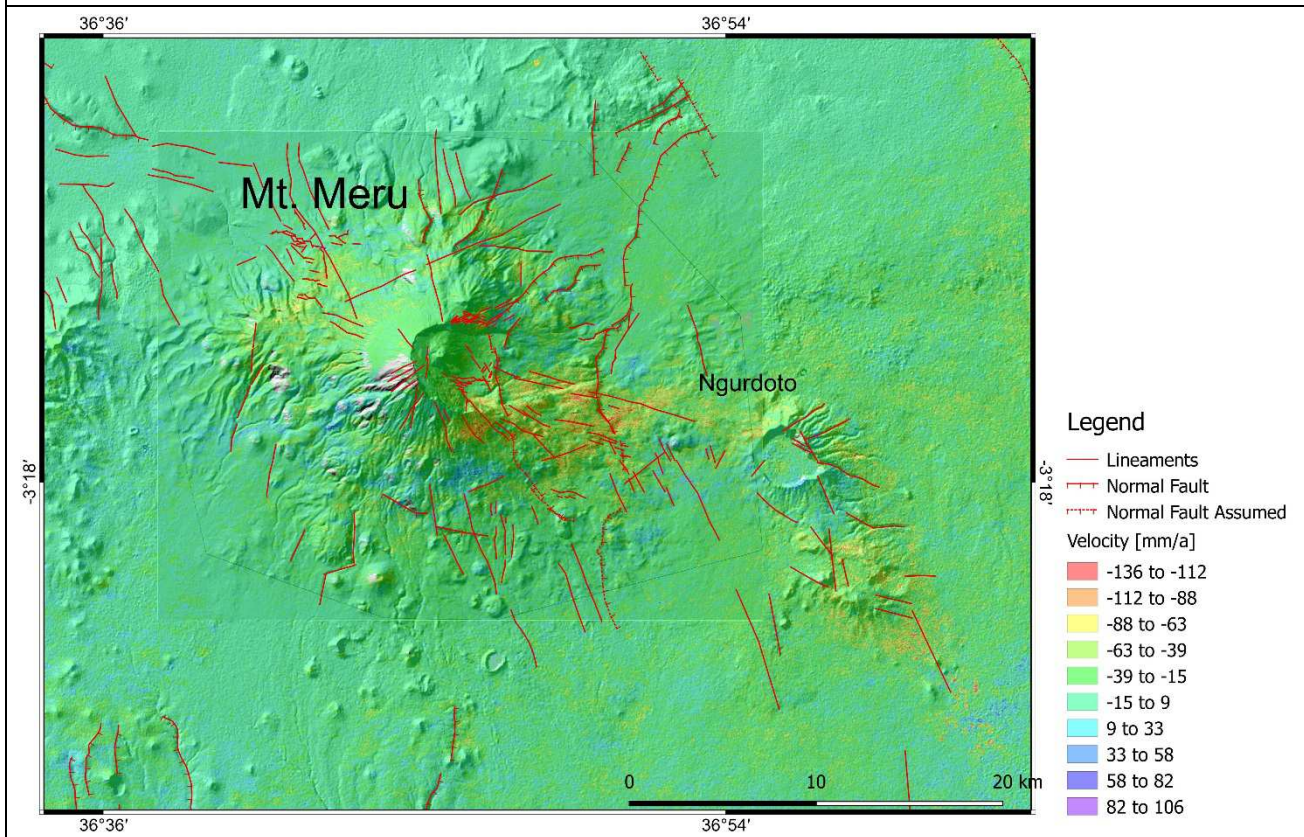 36°36' 36°54'
Mt. Meru
Ngurdoto
-3°18' -3°18'
0 10 20 km
36°36' 36°54'
Legend
Lineaments
Normal Fault
Normal Fault Assumed
Velocity [mm/a]
-136 to -112
-112 to -88
-88 to -63
-63 to -39
-39 to -15
-15 to 9
9 to 33
33 to 58
58 to 82
82 to 106